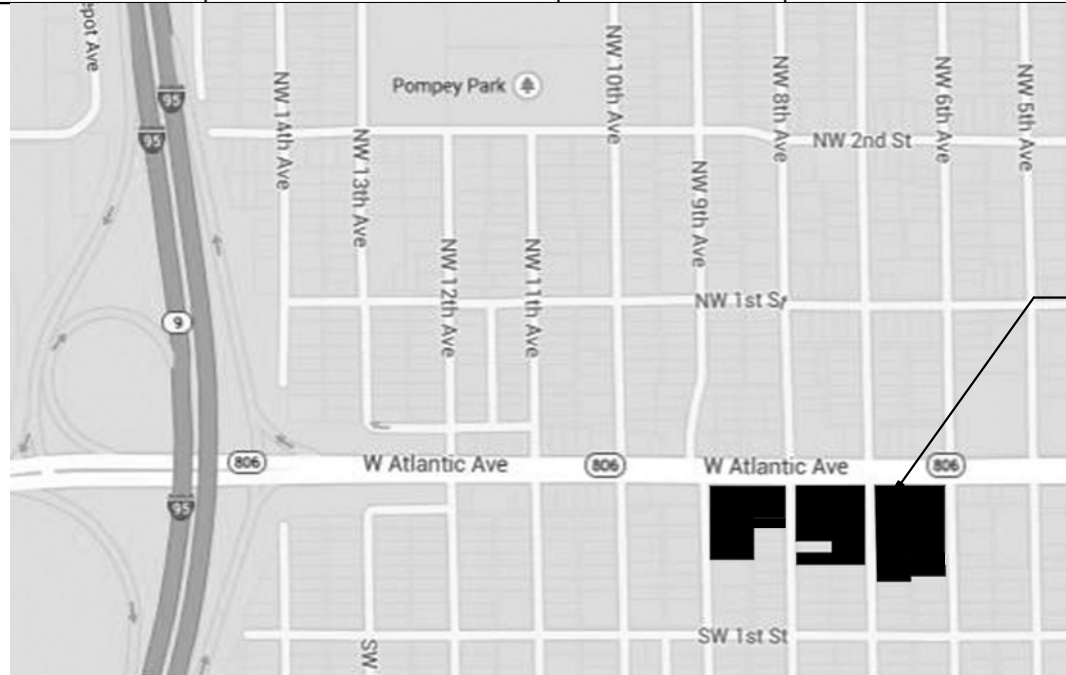 epot Ave
95
95
NW 14th Ave
NW 13th Ave
Pompey Park
NW 10th Ave
NW 8th Ave
NW 6th Ave
NW 5th Ave
NW 2nd St
NW 9th Ave
NW 12th Ave
NW 11th Ave
NW 1st St
9
806
W Atlantic Ave
806
W Atlantic Ave
806
95
SW 1st St
SW